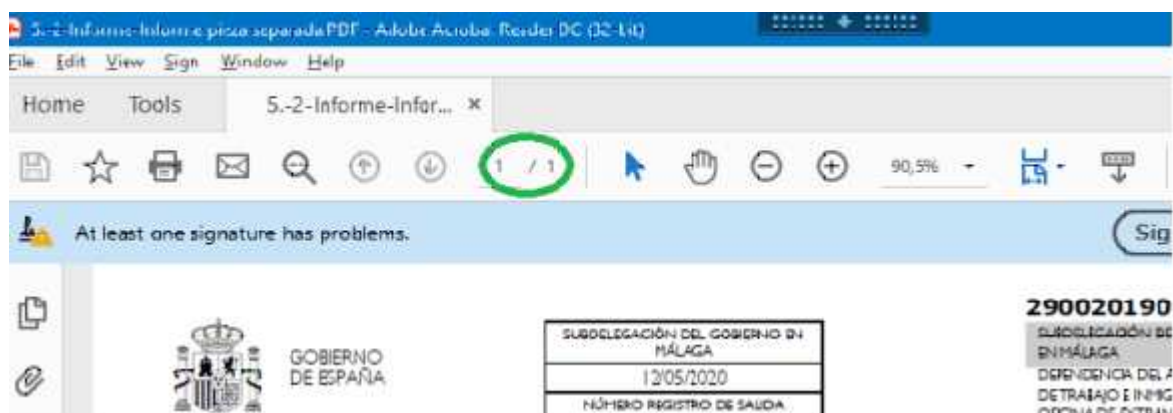 5.-2-Informe-Informe pieza separada PDF - Adobe Acrobat Reader DC (32-bit)
File Edit View Sign Window Help
Home Tools 5.-2-Informe-Infor... ×
1 / 1 90,5%
At least one signature has problems. Sig
290020190
GOBIERNO
DE ESPAÑA
SUBDELEGACIÓN DEL GOBIERNO EN
MÁLAGA
12/05/2020
NÚMERO REGISTRO DE SALIDA
SUBDELEGACIÓN DE
EN MÁLAGA
DEPENDENCIA DEL A
DE TRABAJO E INMIG